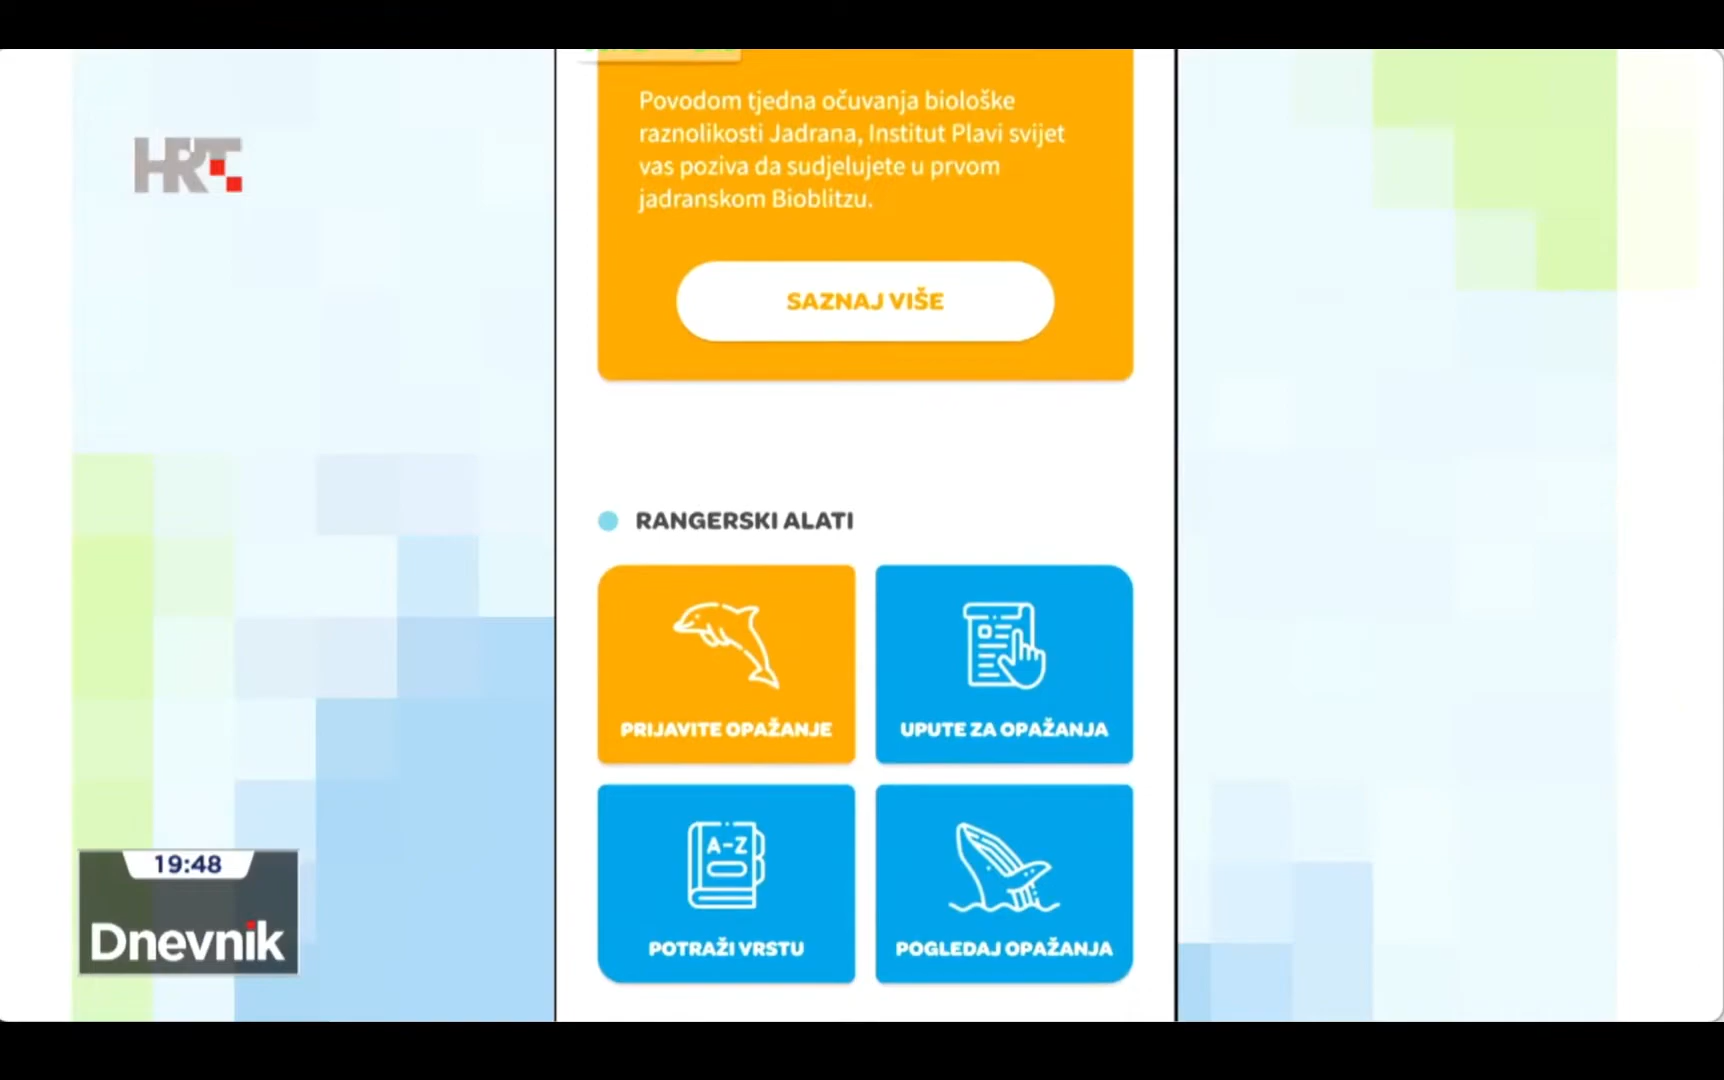 HRT
Povodom tjedna očuvanja biološke
raznolikosti Jadrana, Institut Plavi svijet
vas poziva da sudjelujete u prvom
jadranskom Bioblitzu.
SAZNAJ VIŠE
RANGERSKI ALATI
PRIJAVITE OPAŽANJE
UPUTE ZA OPAŽANJA
A-Z
POTRAŽI VRSTU
POGLEDAJ OPAŽANJA
19:48
Dnevnik